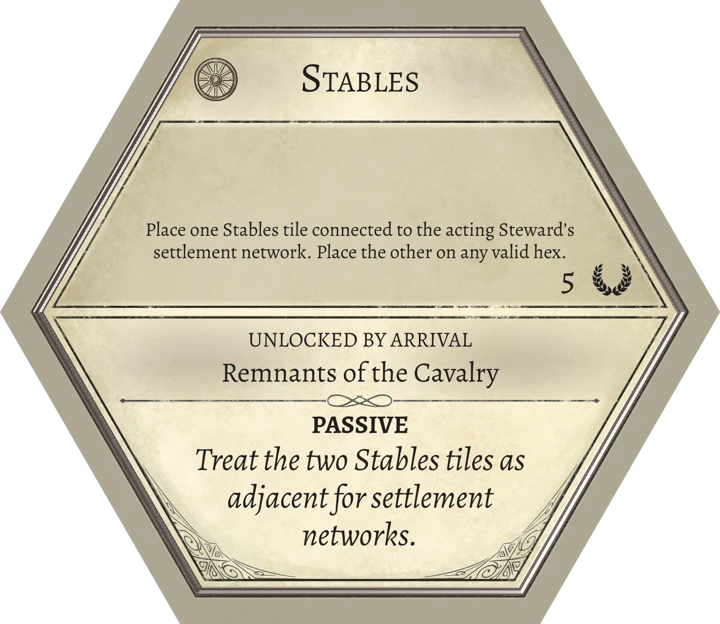 Stables
Place one Stables tile connected to the acting Steward's
settlement network. Place the other on any valid hex.
5
UNLOCKED BY ARRIVAL
Remnants of the Cavalry
PASSIVE
Treat the two Stables tiles as
adjacent for settlement
networks.